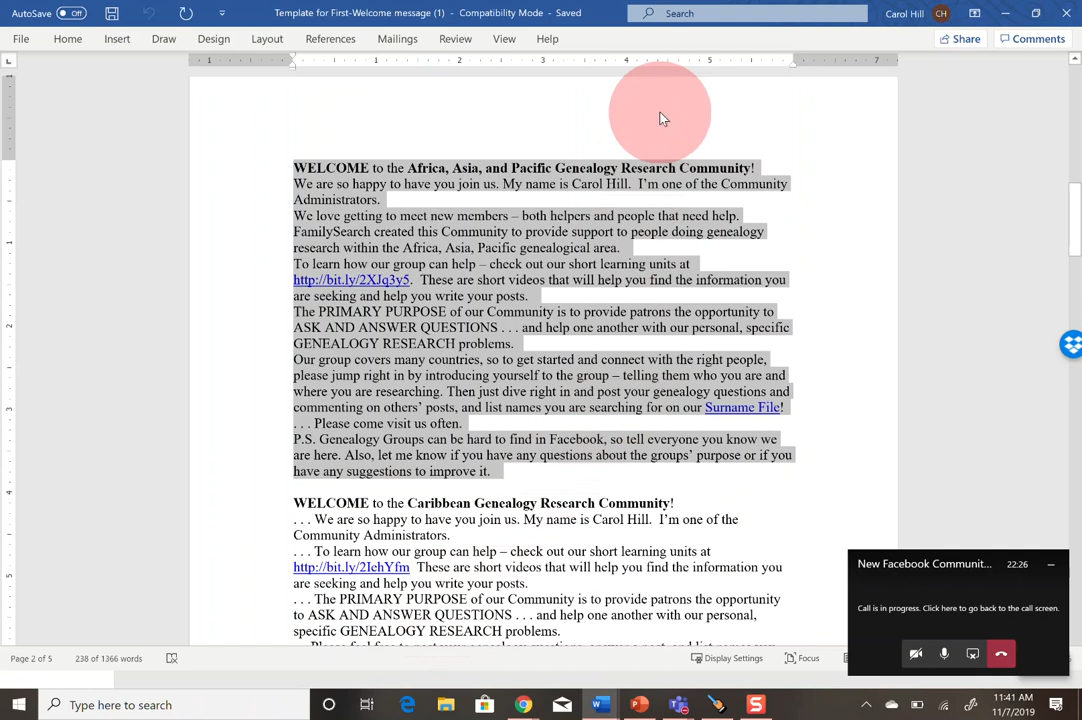 AutoSave Off
Template for First-Welcome message (1) - Compatibility Mode - Saved
Search
Carol Hill CH
File Home Insert Draw Design Layout References Mailings Review View Help
Share Comments
1 1 2 3 4 5 7
WELCOME to the Africa, Asia, and Pacific Genealogy Research Community!
We are so happy to have you join us. My name is Carol Hill. I'm one of the Community
Administrators.
We love getting to meet new members – both helpers and people that need help.
FamilySearch created this Community to provide support to people doing genealogy
research within the Africa, Asia, Pacific genealogical area.
To learn how our group can help – check out our short learning units at
http://bit.ly/2XJq3y5. These are short videos that will help you find the information you
are seeking and help you write your posts.
The PRIMARY PURPOSE of our Community is to provide patrons the opportunity to
ASK AND ANSWER QUESTIONS . . . and help one another with our personal, specific
GENEALOGY RESEARCH problems.
Our group covers many countries, so to get started and connect with the right people,
please jump right in by introducing yourself to the group – telling them who you are and
where you are researching. Then just dive right in and post your genealogy questions and
commenting on others' posts, and list names you are searching for on our Surname File!
. . . Please come visit us often.
P.S. Genealogy Groups can be hard to find in Facebook, so tell everyone you know we
are here. Also, let me know if you have any questions about the groups' purpose or if you
have any suggestions to improve it.
WELCOME to the Caribbean Genealogy Research Community!
. . . We are so happy to have you join us. My name is Carol Hill. I'm one of the
Community Administrators.
. . . To learn how our group can help – check out our short learning units at
http://bit.ly/2IehYfm These are short videos that will help you find the information you
are seeking and help you write your posts.
. . . The PRIMARY PURPOSE of our Community is to provide patrons the opportunity
to ASK AND ANSWER QUESTIONS . . . and help one another with our personal,
specific GENEALOGY RESEARCH problems.
New Facebook Communit... 22:26
Call is in progress. Click here to go back to the call screen.
Page 2 of 5 238 of 1366 words
Display Settings Focus
Type here to search
11:41 AM
11/7/2019